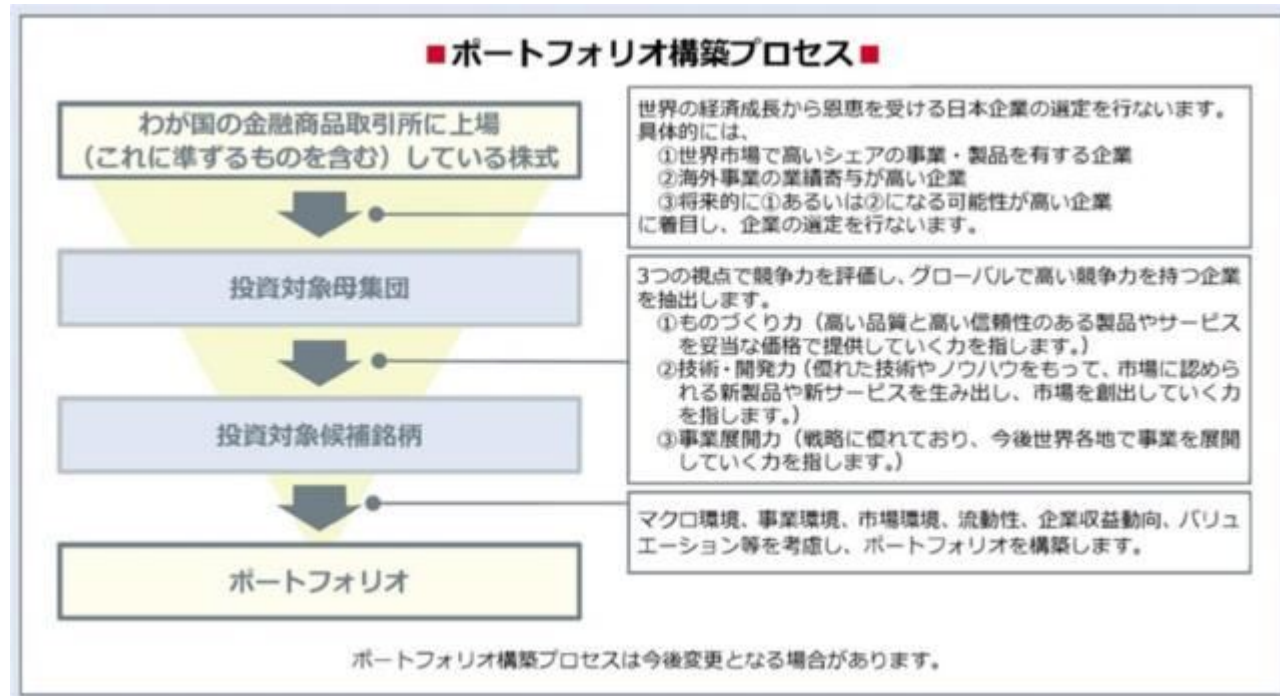 ■ポートフォリオ構築プロセス■
わが国の金融商品取引所に上場
（これに準ずるものを含む）している株式
世界の経済成長から恩恵を受ける日本企業の選定を行ないます。
具体的には、
①世界市場で高いシェアの事業・製品を有する企業
②海外事業の業績寄与が高い企業
③将来的に①あるいは②になる可能性が高い企業
に着目し、企業の選定を行ないます。
投資対象母集団
3つの視点で競争力を評価し、グローバルで高い競争力を持つ企業
を抽出します。
①ものづくり力（高い品質と高い信頼性のある製品やサービス
を妥当な価格で提供していく力を指します。）
②技術・開発力（優れた技術やノウハウをもって、市場に認めら
れる新製品や新サービスを生み出し、市場を創出していく力
を指します。）
③事業展開力（戦略に優れており、今後世界各地で事業を展開
していく力を指します。）
投資対象候補銘柄
マクロ環境、事業環境、市場環境、流動性、企業収益動向、バリュ
エーション等を考慮し、ポートフォリオを構築します。
ポートフォリオ
ポートフォリオ構築プロセスは今後変更となる場合があります。